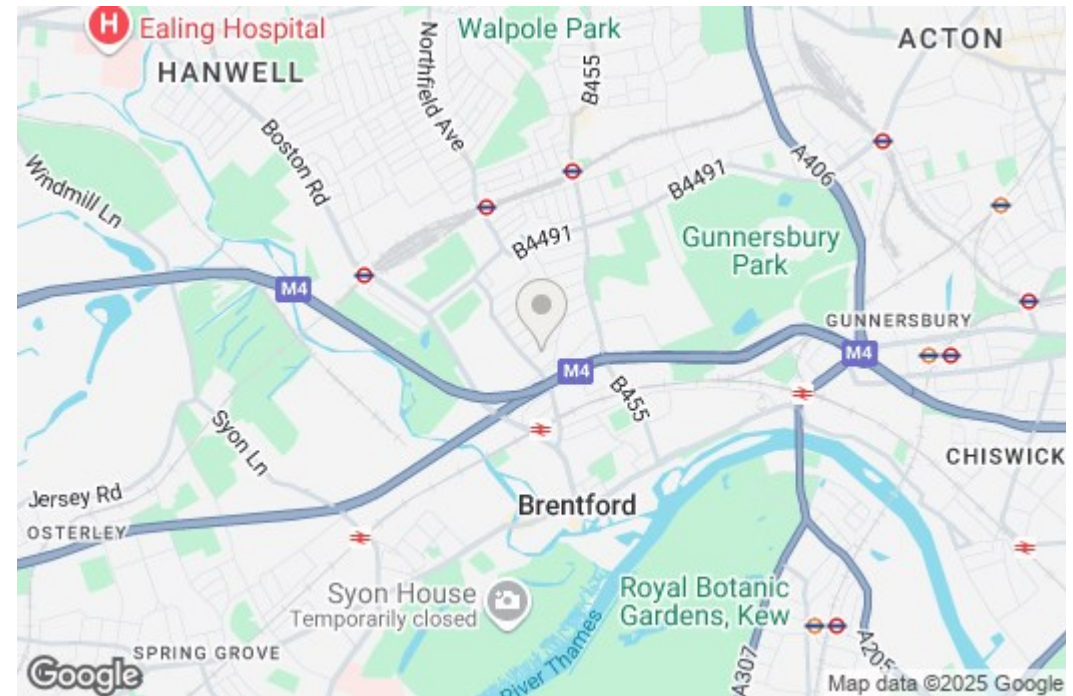 Ealing Hospital
Walpole Park
ACTON
HANWELL
Northfield Ave
B455
Boston Rd
A406
Windmill Ln
B4491
B4491
Gunnersbury
Park
M4
GUNNERSBURY
M4
M4
B455
Syon Ln
CHISWICK
Jersey Rd
Brentford
OSTERLEY
Syon House
Temporarily closed
Royal Botanic
Gardens, Kew
SPRING GROVE
River Thames
A307
A205
Google
Map data ©2025 Google
H